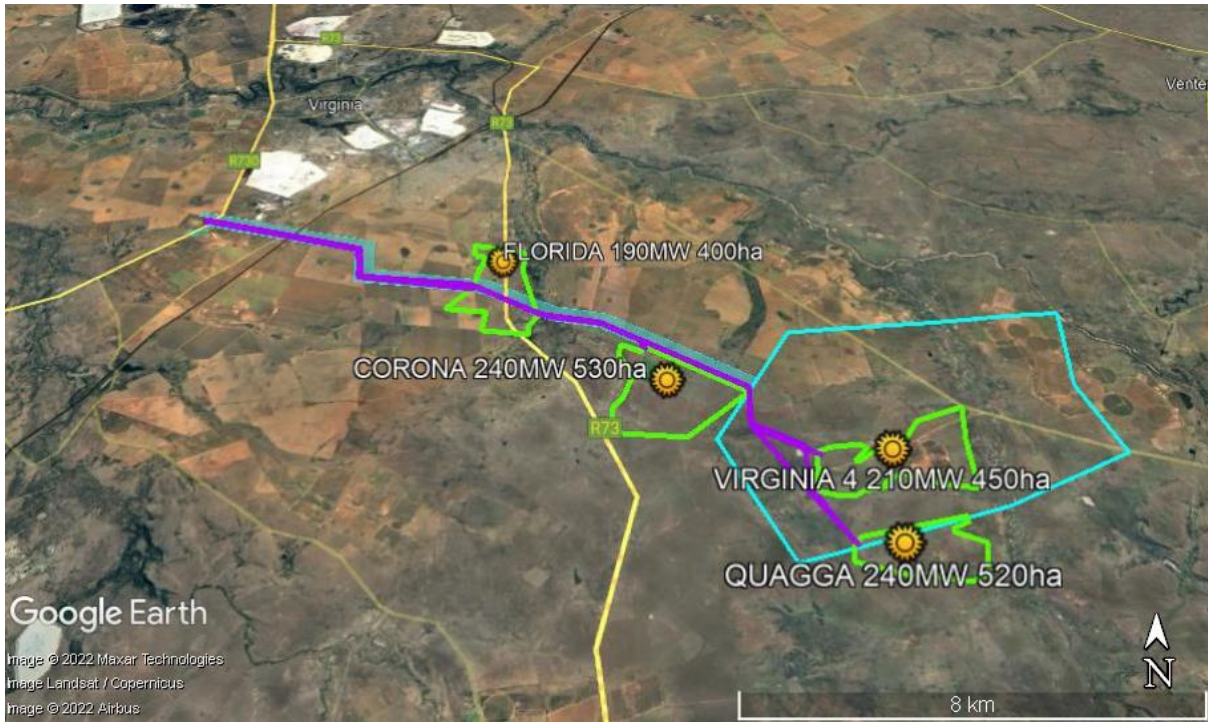 R73
Virginia
Vente
R73
R730
FLORIDA 190MW 400ha
CORONA 240MW 530ha
R73
VIRGINIA 4 210MW 450ha
QUAGGA 240MW 520ha
Google Earth
Image © 2022 Maxar Technologies
Image Landsat / Copernicus
Image © 2022 Airbus
N
8 km